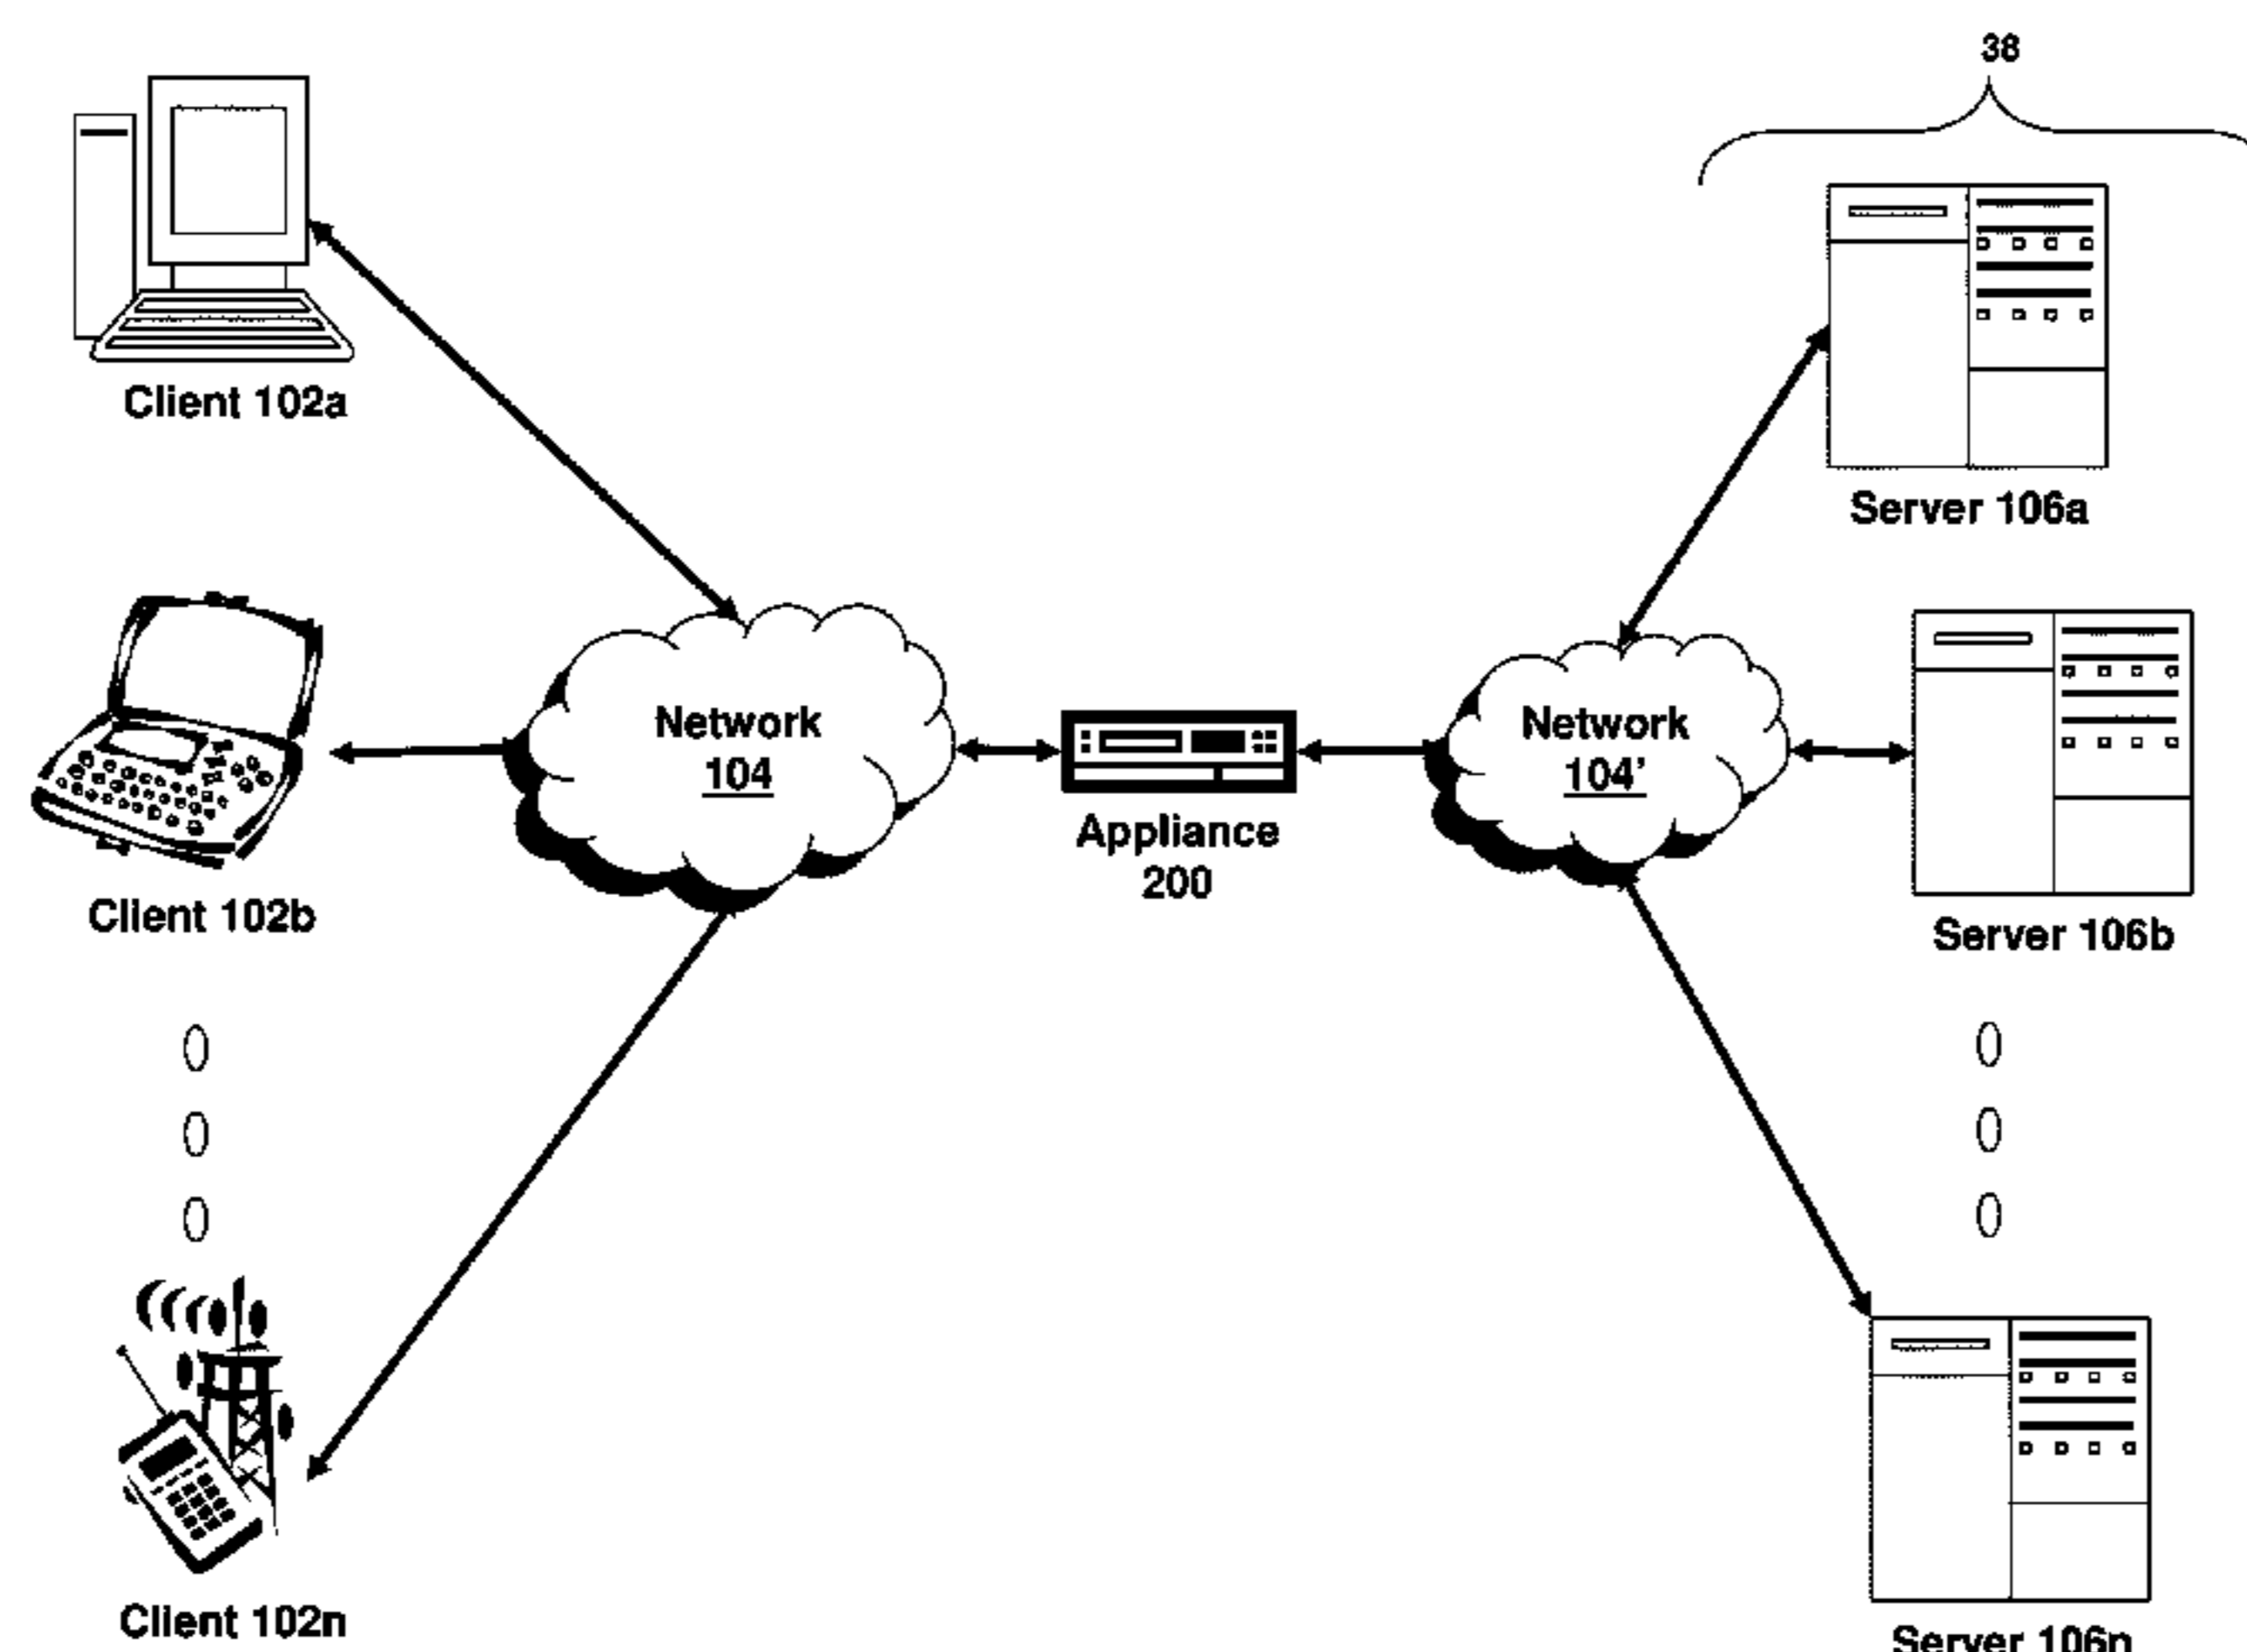 38
Client 102a
Server 106a
Network
104
Appliance
200
Network
104'
Client 102b
Server 106b
Client 102n
Server 106n